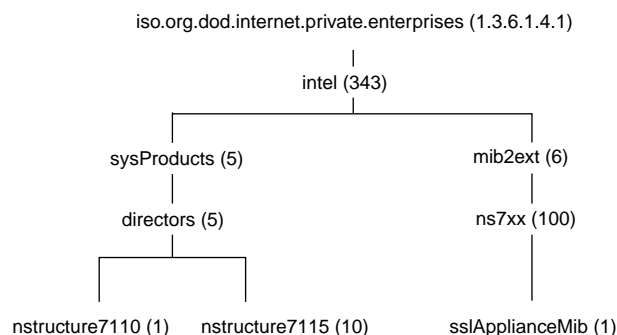 iso.org.dod.internet.private.enterprises (1.3.6.1.4.1)
intel (343)
sysProducts (5)
mib2ext (6)
directors (5)
ns7xx (100)
nstructure7110 (1)
nstructure7115 (10)
sslApplianceMib (1)